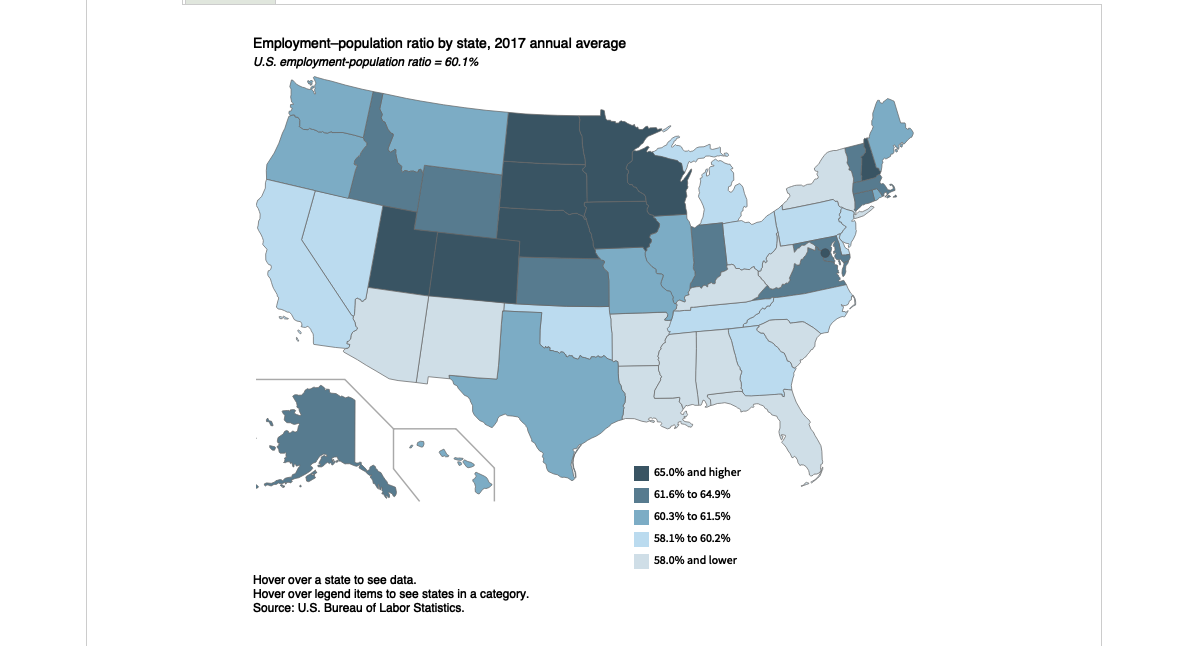 Employment–population ratio by state, 2017 annual average
U.S. employment-population ratio = 60.1%
65.0% and higher
61.6% to 64.9%
60.3% to 61.5%
58.1% to 60.2%
58.0% and lower
Hover over a state to see data.
Hover over legend items to see states in a category.
Source: U.S. Bureau of Labor Statistics.